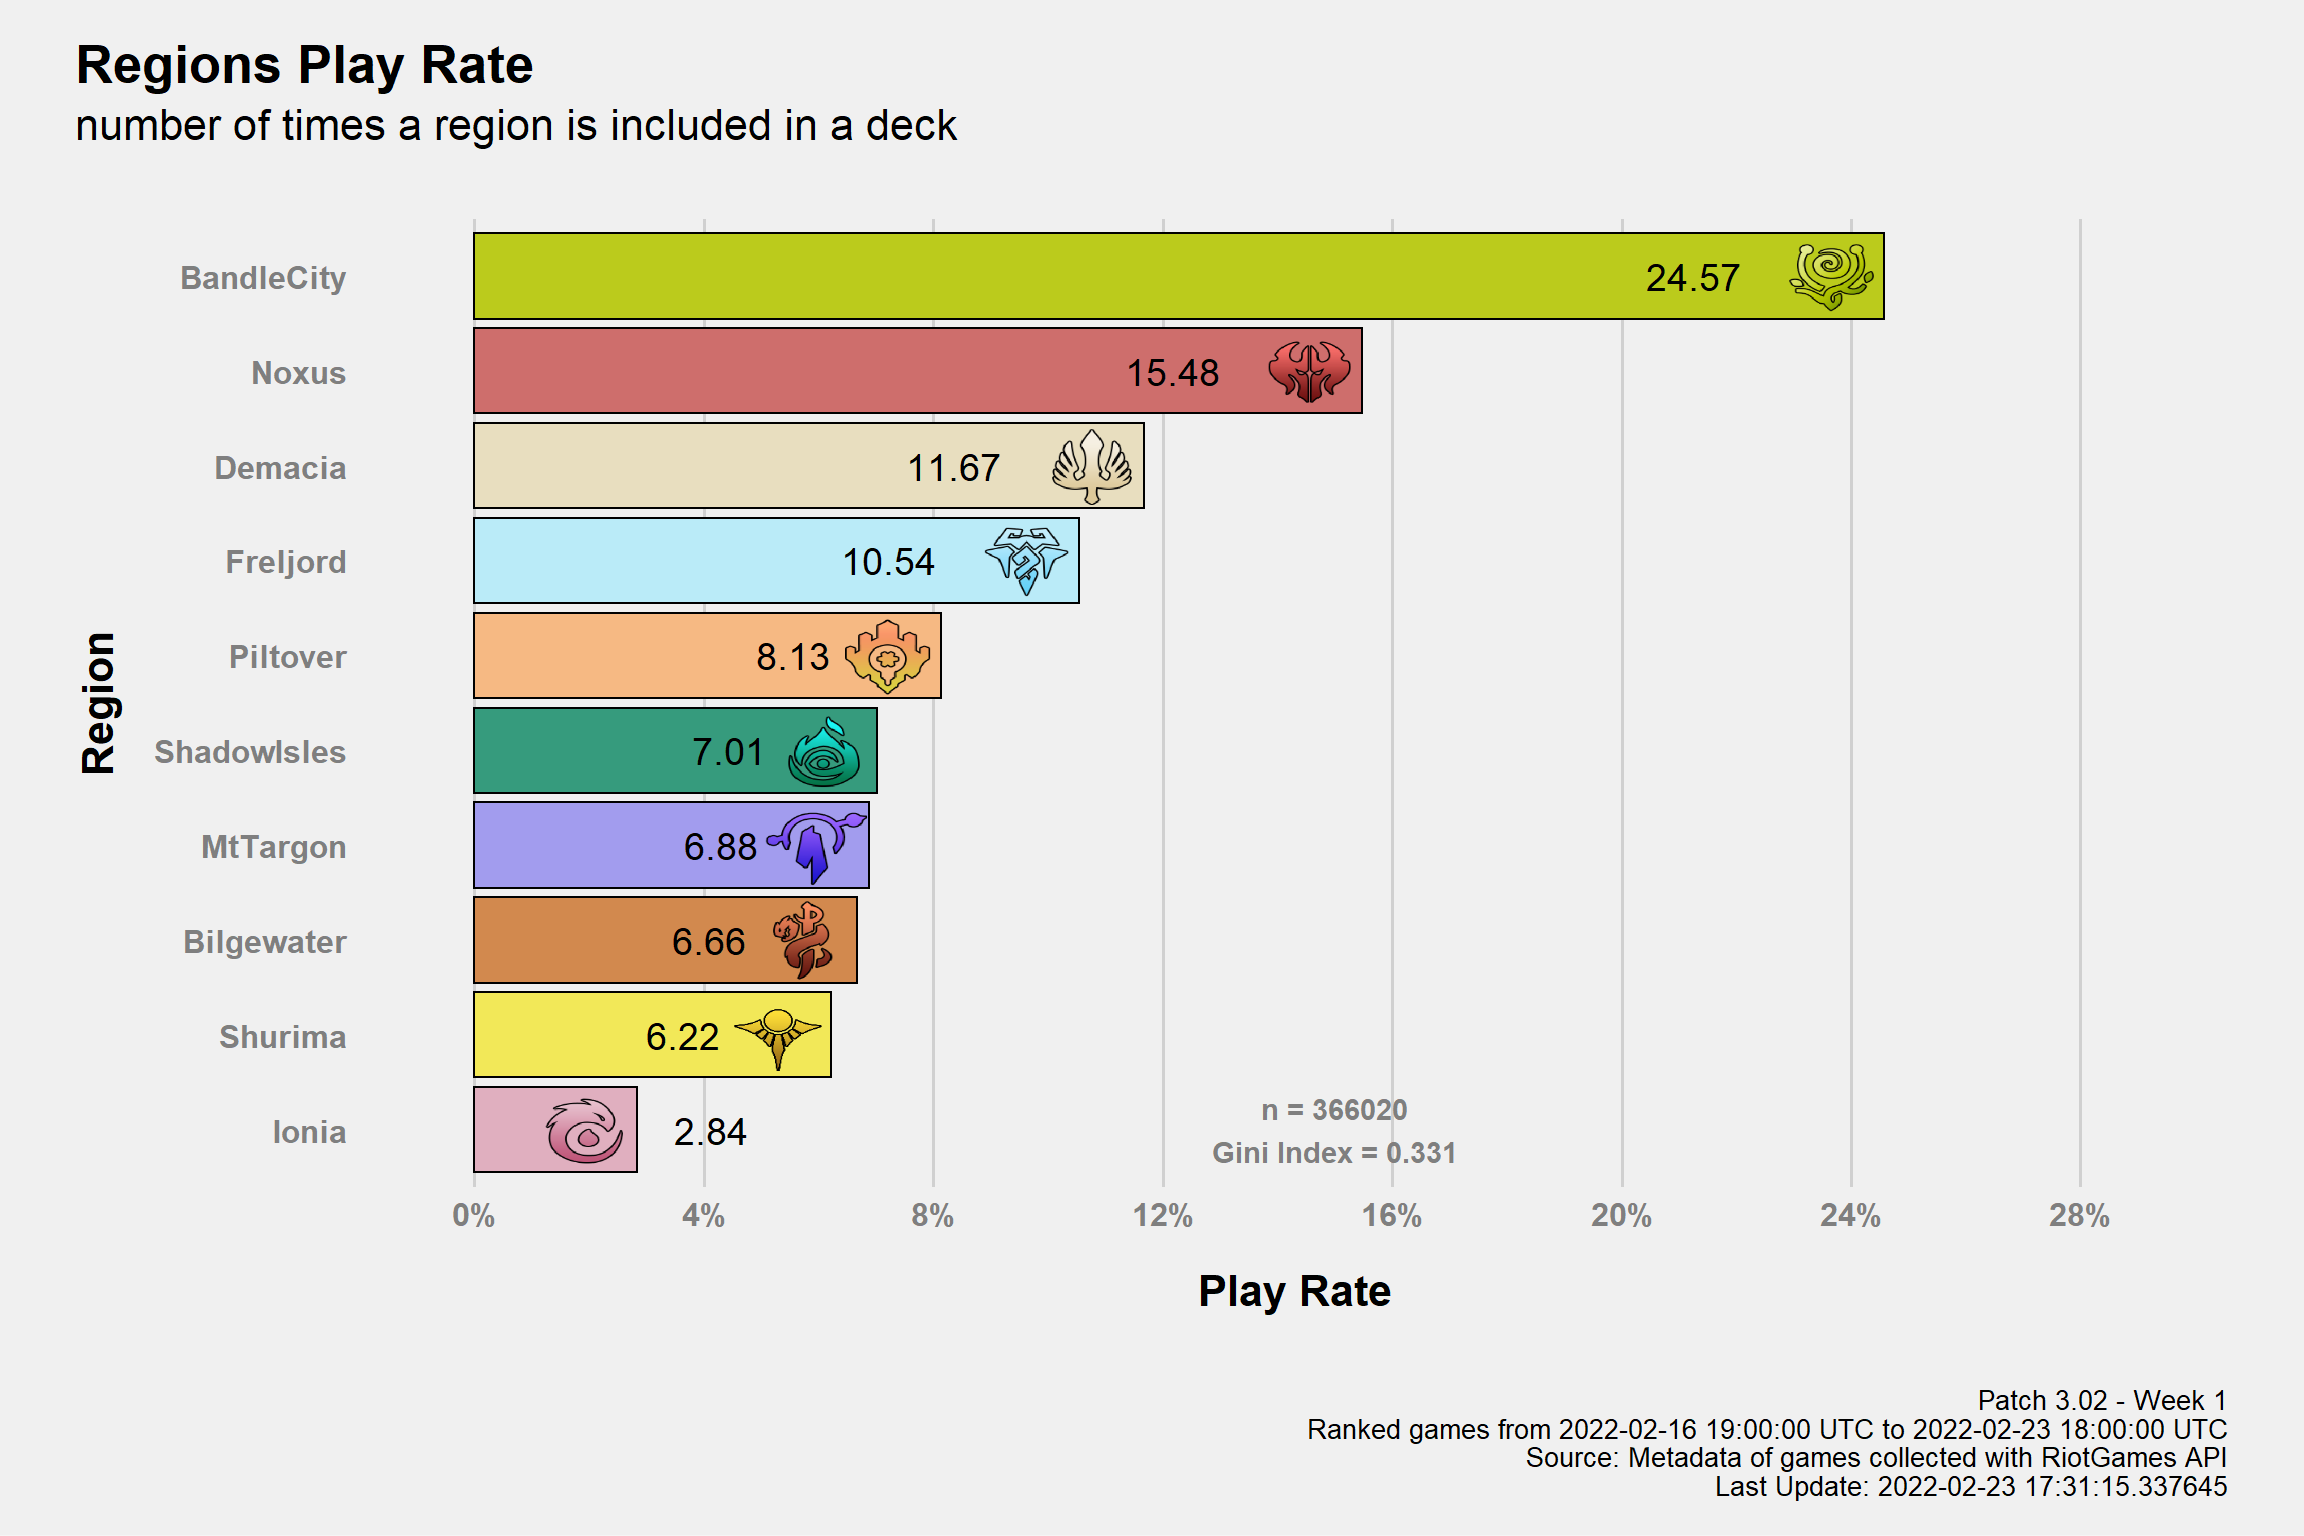 Regions Play Rate
number of times a region is included in a deck
Region
BandleCity 24.57
Noxus 15.48
Demacia 11.67
Freljord 10.54
Piltover 8.13
ShadowIsles 7.01
MtTargon 6.88
Bilgewater 6.66
Shurima 6.22
Ionia 2.84
n = 366020
Gini Index = 0.331
0% 4% 8% 12% 16% 20% 24% 28%
Play Rate
Patch 3.02 - Week 1
Ranked games from 2022-02-16 19:00:00 UTC to 2022-02-23 18:00:00 UTC
Source: Metadata of games collected with RiotGames API
Last Update: 2022-02-23 17:31:15.337645